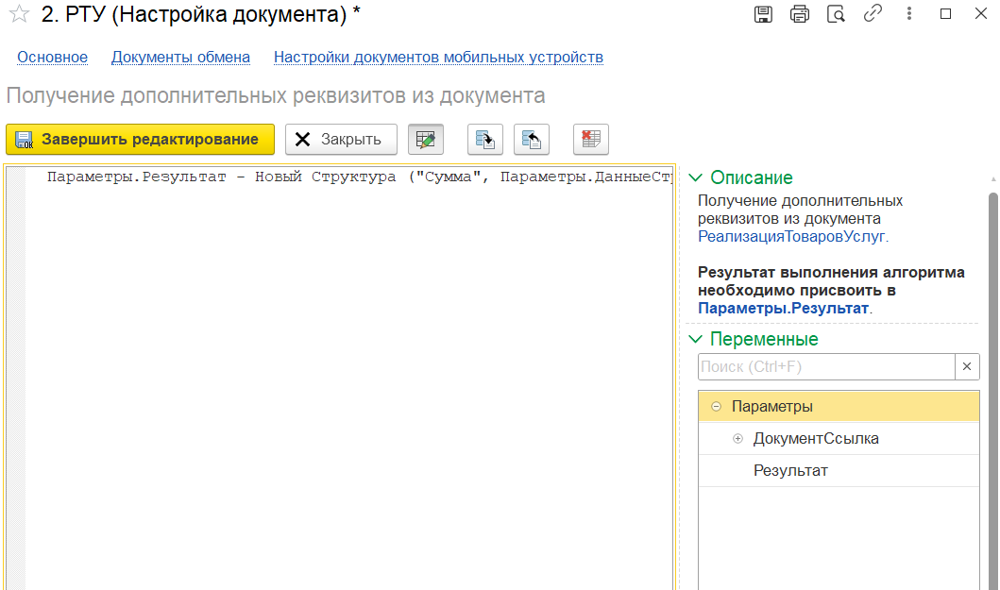 2. РТУ (Настройка документа) *
Основное Документы обмена Настройки документов мобильных устройств
Получение дополнительных реквизитов из документа
Завершить редактирование Закрыть
Параметры.Результат - Новый Структура ("Сумма", Параметры.ДанныеСт
Описание
Получение дополнительных
реквизитов из документа
РеализацияТоваровУслуг.
Результат выполнения алгоритма
необходимо присвоить в
Параметры.Результат.
Переменные
Поиск (Ctrl+F) ×
Параметры
ДокументСсылка
Результат